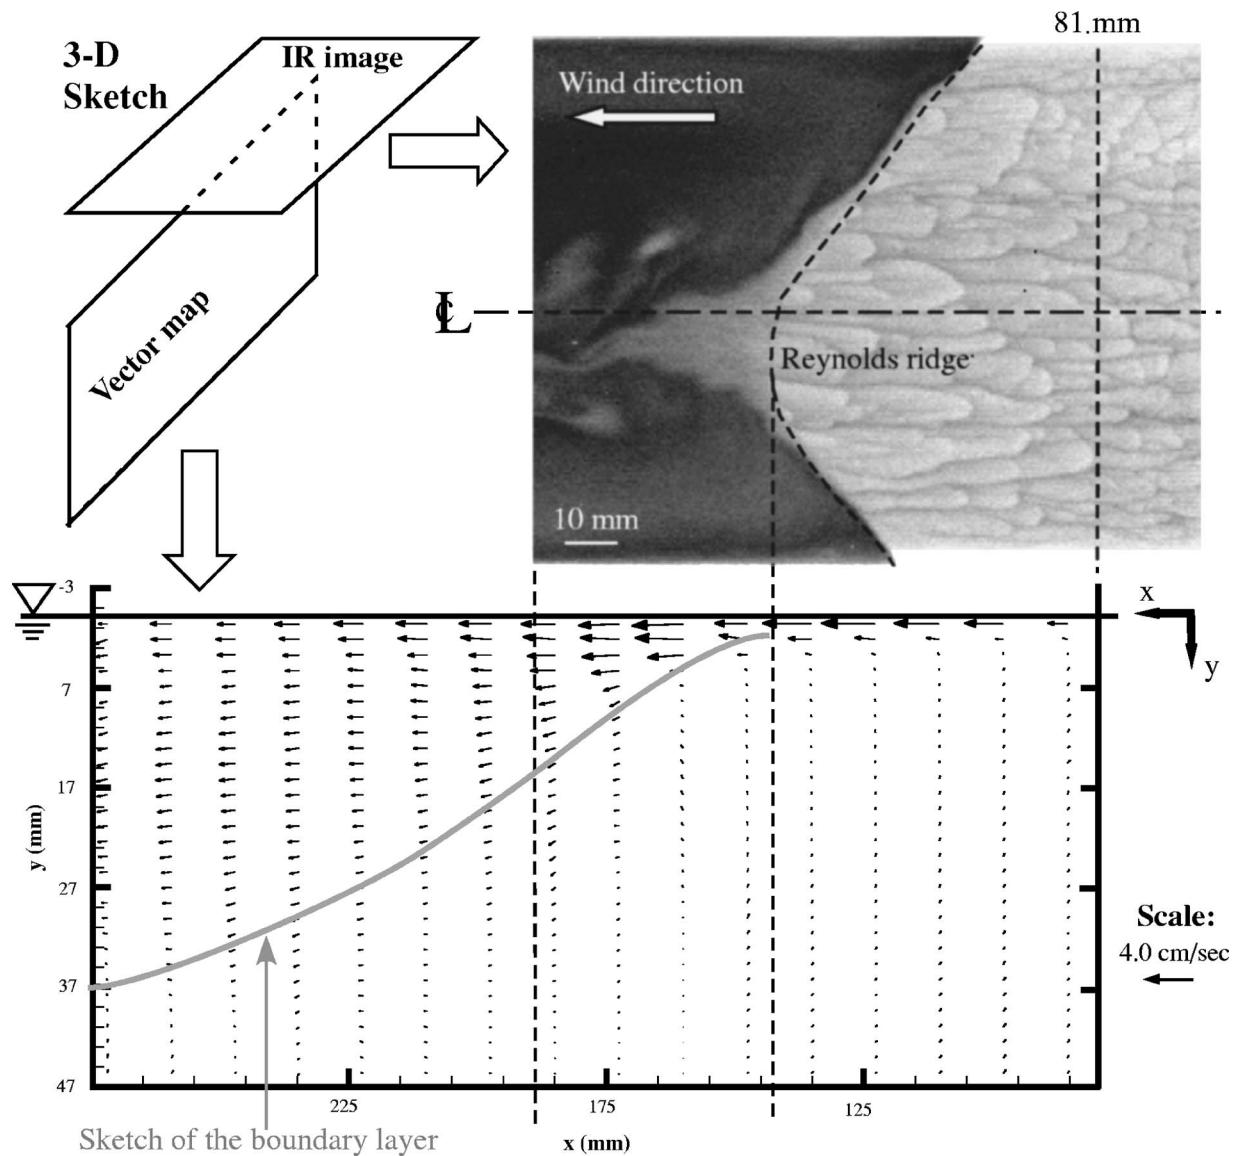 3-D
Sketch
IR image
Vector map
81.mm
Wind direction
℄
Reynolds ridge
10 mm
-3
7
17
27
37
47
y (mm)
x
y
Scale:
4.0 cm/sec
225
175
125
x (mm)
Sketch of the boundary layer